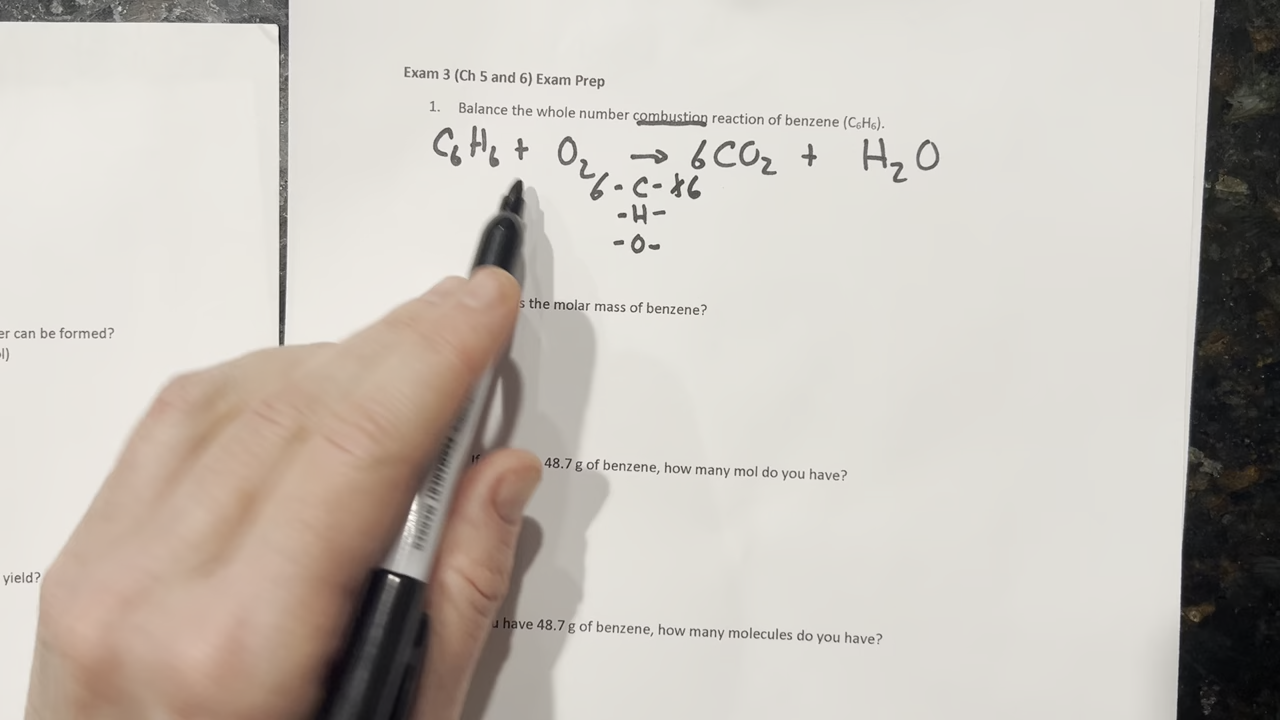 Exam 3 (Ch 5 and 6) Exam Prep
1. Balance the whole number combustion reaction of benzene (C₆H₆).
C₆H₆ + O₂ → 6CO₂ + H₂O
6 - C - 6
- H -
- O -
s the molar mass of benzene?
er can be formed?
l)
If 48.7 g of benzene, how many mol do you have?
yield?
u have 48.7 g of benzene, how many molecules do you have?